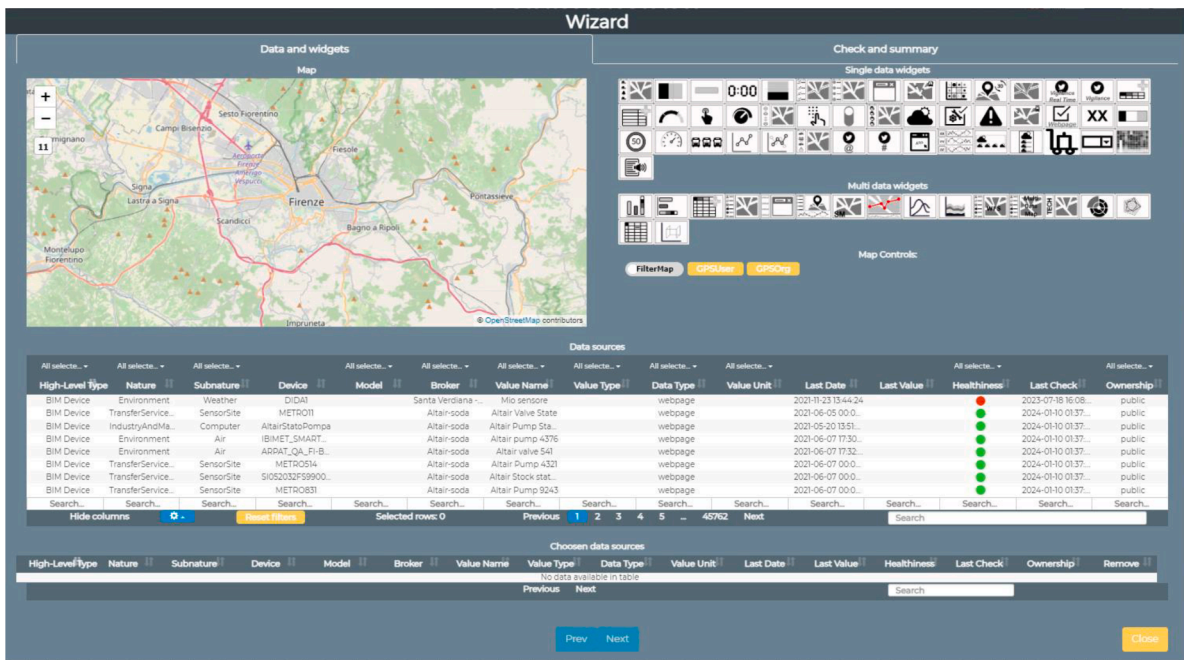 Wizard
Data and widgets
Check and summary
Map
+
−
11
Sesto Fiorentino
Campi Bisenzio
Aeroporto
Firenze
Amerigo
Vespucci
Fiesole
Signa
Lastra a Signa
Firenze
Pontassieve
Scandicci
Bagno a Ripoli
Montelupo
Fiorentino
Impruneta
© OpenStreetMap contributors
Single data widgets
0:00
Real Time
Vigilance
Webpage
XX
50
@
#
Multi data widgets
SM
Map Controls:
FilterMap GPSUser GPSOrg
Data sources
All selecte... All selecte... All selecte... All selecte... All selecte... All selecte... All selecte... All selecte... All selecte... All selecte... All selecte...
High-Level Type Nature Subnature Device Model Broker Value Name Value Type Data Type Value Unit Last Date Last Value Healthiness Last Check Ownership
BIM Device Environment Weather DIDA1 Santa Verdiana -... Mio sensore webpage 2021-11-23 13:44:24 2023-07-18 16:08:... public
BIM Device TransferService... SensorSite METRO11 Altair-soda Altair Valve State webpage 2021-06-05 00:0... 2024-01-10 01:37:... public
BIM Device IndustryAndMa... Computer AltairStatoPompa Altair-soda Altair Pump Sta... webpage 2021-05-20 13:51:... 2024-01-10 01:37:... public
BIM Device Environment Air IBIMET_SMART... Altair-soda Altair pump 4376 webpage 2021-06-07 17:30... 2024-01-10 01:37:... public
BIM Device Environment Air ARPAT_QA_FI-B... Altair-soda Altair valve 541 webpage 2021-06-07 17:32... 2024-01-10 01:37:... public
BIM Device TransferService... SensorSite METRO514 Altair-soda Altair Pump 4321 webpage 2021-06-07 00:0... 2024-01-10 01:37:... public
BIM Device TransferService... SensorSite SI052032FS9900... Altair-soda Altair Stock stat... webpage 2021-06-07 00:0... 2024-01-10 01:37:... public
BIM Device TransferService... SensorSite METRO831 Altair-soda Altair Pump 9243 webpage 2021-06-07 00:0... 2024-01-10 01:37:... public
Search... Search... Search... Search... Search... Search... Search... Search... Search... Search... Search... Search... Search... Search... Search...
Hide columns Reset filters Selected rows: 0 Previous 1 2 3 4 5 ... 45762 Next Search
Choosen data sources
High-Level Type Nature Subnature Device Model Broker Value Name Value Type Data Type Value Unit Last Date Last Value Healthiness Last Check Ownership Remove
No data available in table
Previous Next Search
Prev Next
Close